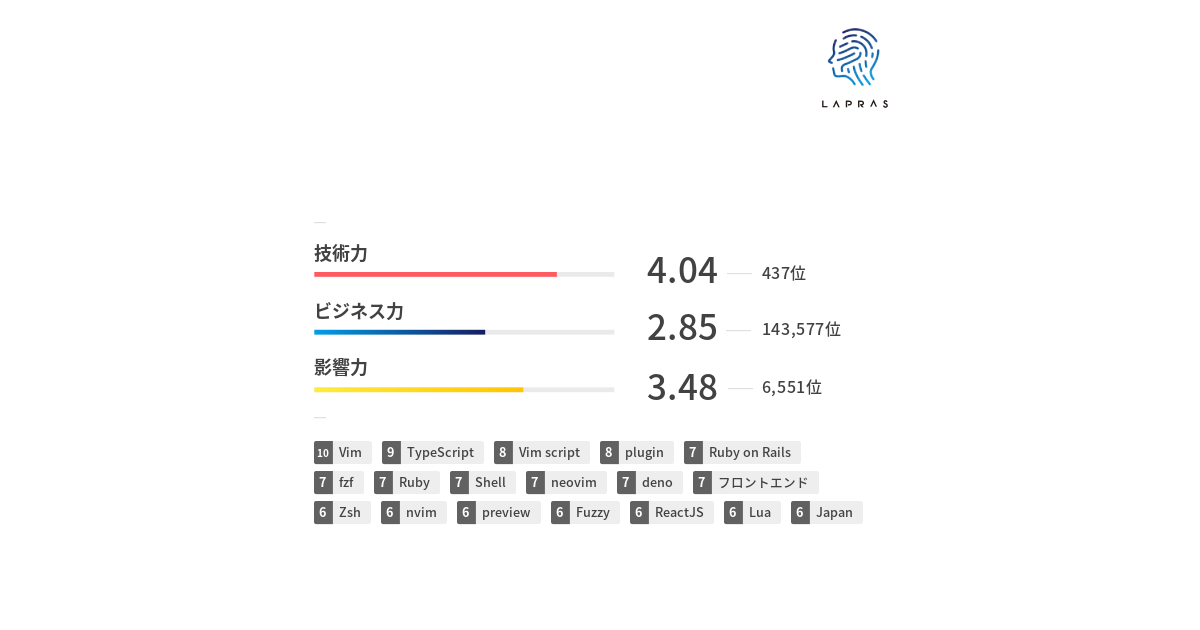 LAPRAS
技術力
4.04 437位
ビジネス力
2.85 143,577位
影響力
3.48 6,551位
10 Vim 9 TypeScript 8 Vim script 8 plugin 7 Ruby on Rails
7 fzf 7 Ruby 7 Shell 7 neovim 7 deno 7 フロントエンド
6 Zsh 6 nvim 6 preview 6 Fuzzy 6 ReactJS 6 Lua 6 Japan